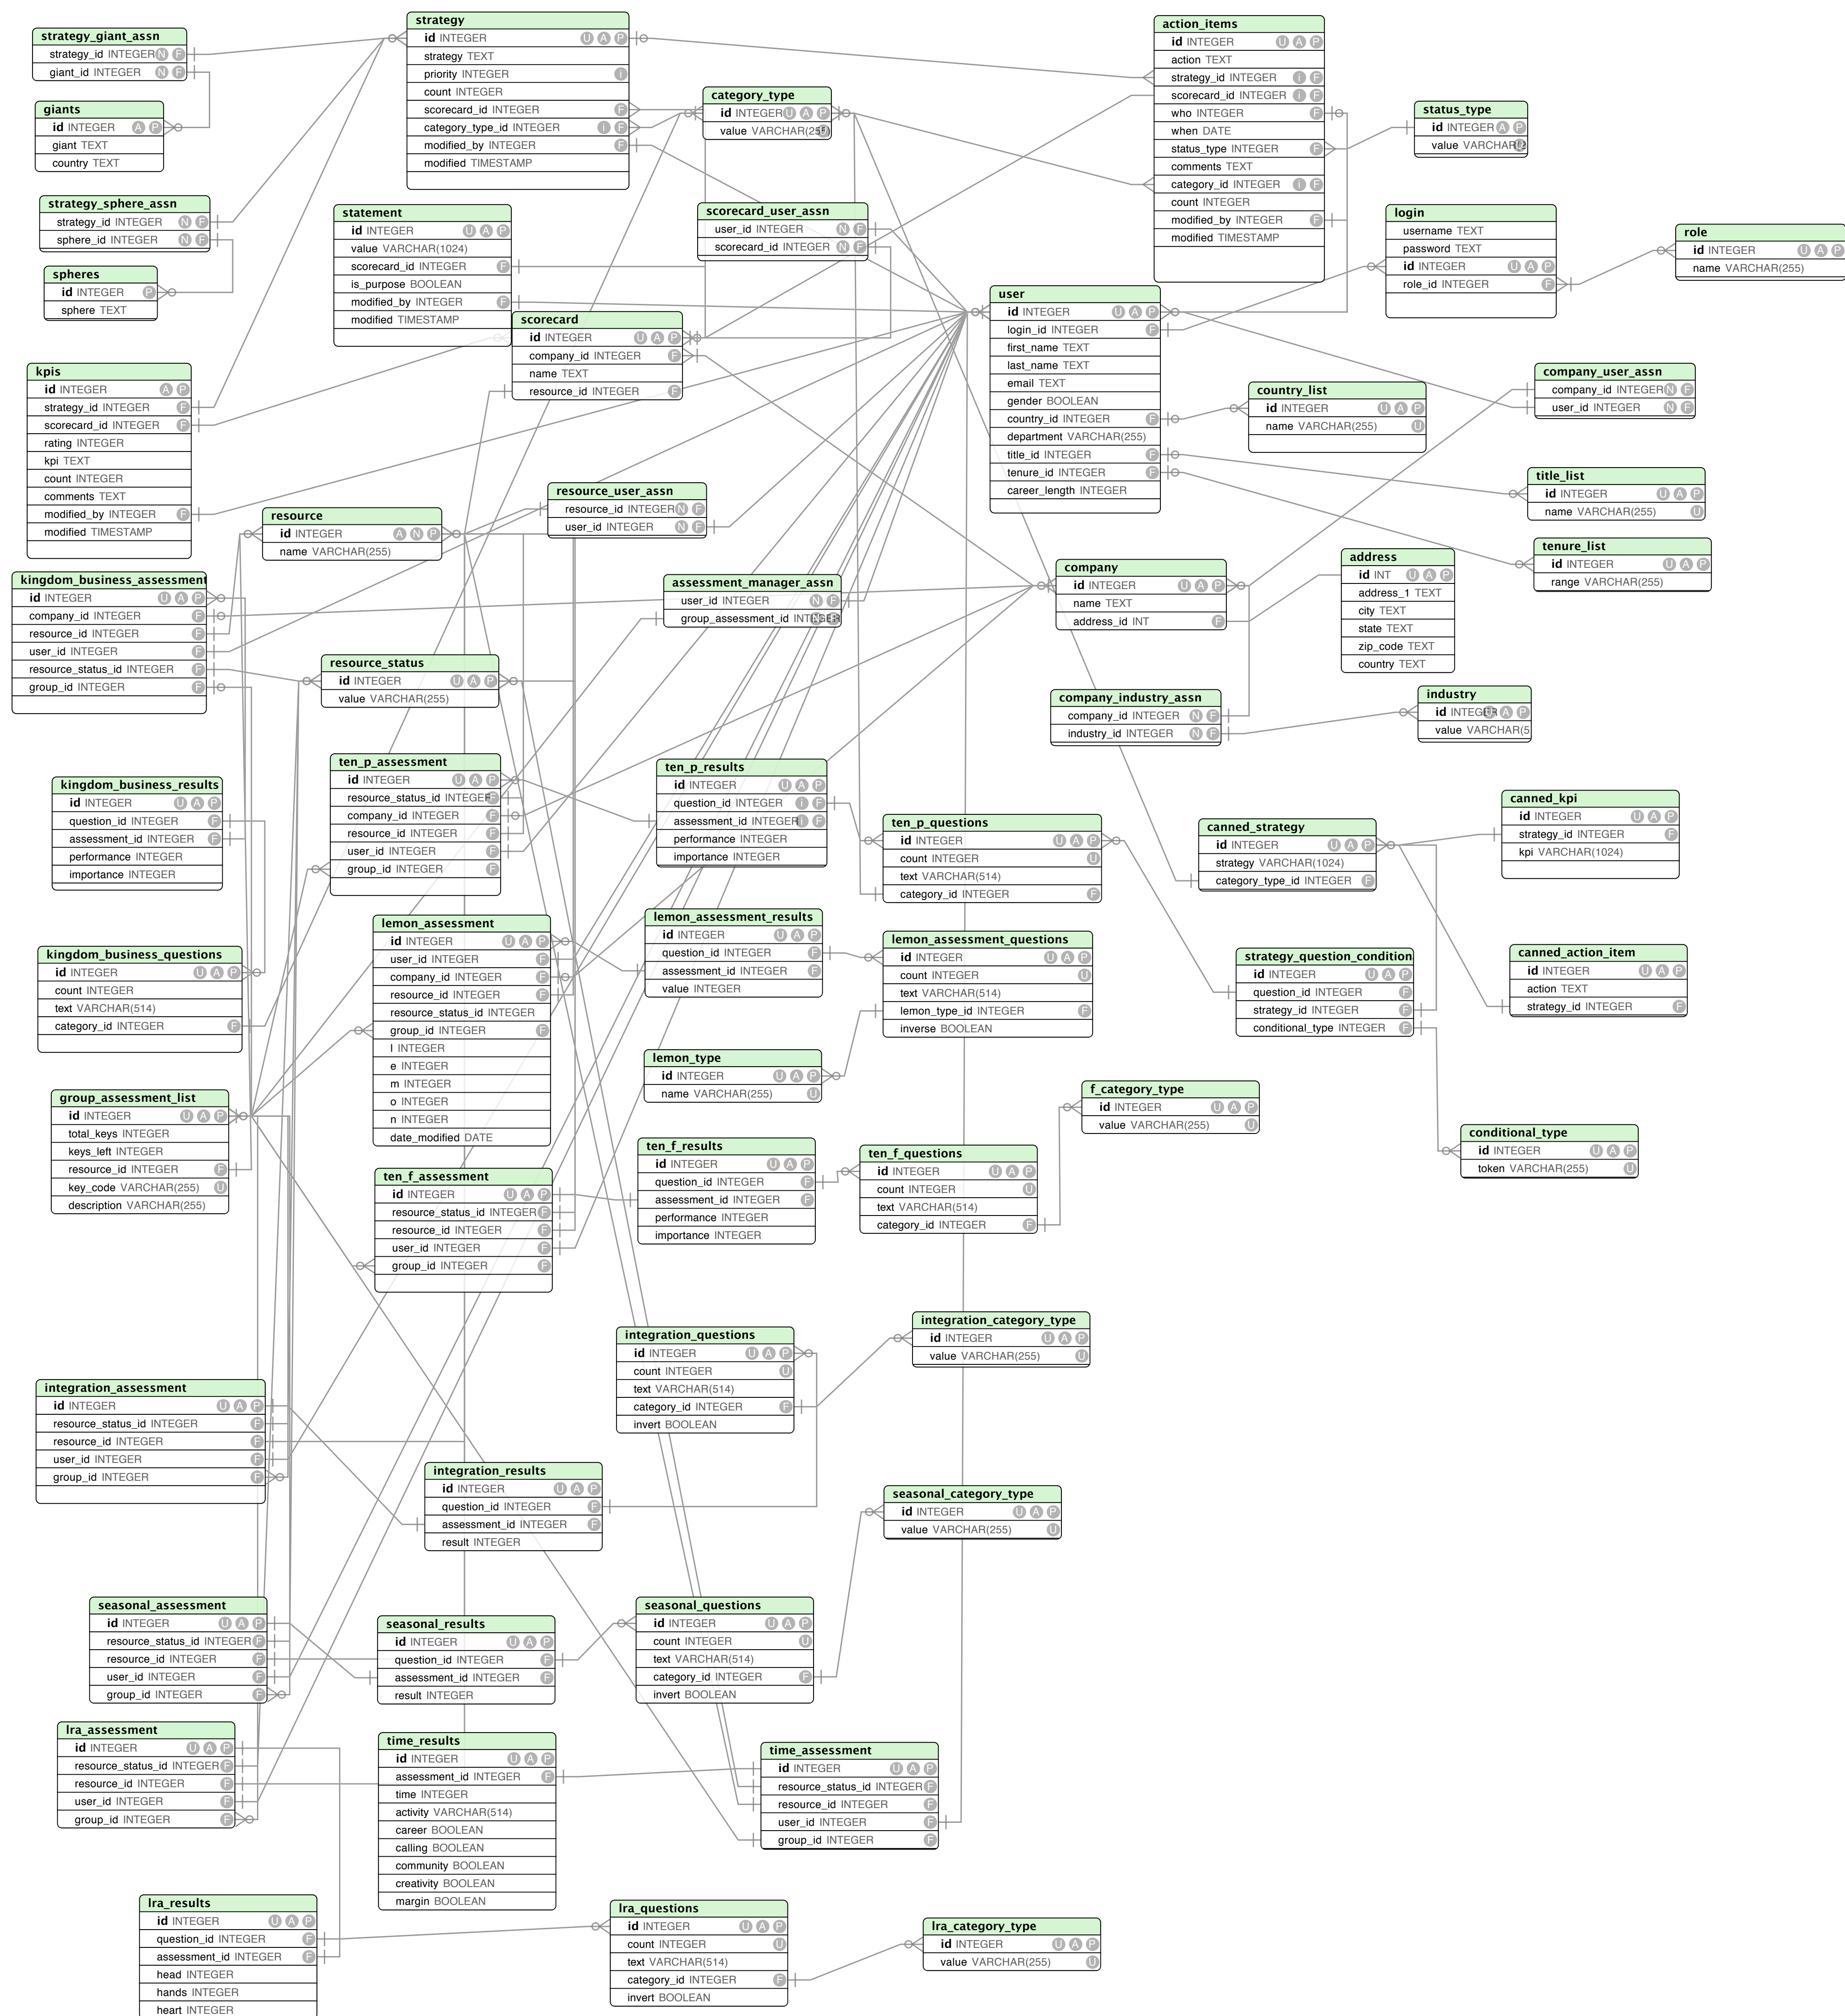 strategy
id INTEGER U A P
strategy TEXT
priority INTEGER i
count INTEGER
scorecard_id INTEGER F
category_type_id INTEGER i F
modified_by INTEGER F
modified TIMESTAMP
action_items
id INTEGER U A P
action TEXT
strategy_id INTEGER i F
scorecard_id INTEGER i F
who INTEGER F
when DATE
status_type INTEGER F
comments TEXT
category_id INTEGER i F
count INTEGER
modified_by INTEGER F
modified TIMESTAMP
strategy_giant_assn
strategy_id INTEGER N F
giant_id INTEGER N F
giants
id INTEGER A P
giant TEXT
country TEXT
category_type
id INTEGER U A P
value VARCHAR(255)
status_type
id INTEGER A P
value VARCHAR
strategy_sphere_assn
strategy_id INTEGER N F
sphere_id INTEGER N F
spheres
id INTEGER P
sphere TEXT
statement
id INTEGER U A P
value VARCHAR(1024)
scorecard_id INTEGER F
is_purpose BOOLEAN
modified_by INTEGER F
modified TIMESTAMP
scorecard_user_assn
user_id INTEGER N F
scorecard_id INTEGER N F
login
username TEXT
password TEXT
id INTEGER U A P
role_id INTEGER F
role
id INTEGER U A P
name VARCHAR(255)
scorecard
id INTEGER U A P
company_id INTEGER F
name TEXT
resource_id INTEGER F
user
id INTEGER U A P
login_id INTEGER F
first_name TEXT
last_name TEXT
email TEXT
gender BOOLEAN
country_id INTEGER F
department VARCHAR(255)
title_id INTEGER F
tenure_id INTEGER F
career_length INTEGER
kpis
id INTEGER A P
strategy_id INTEGER F
scorecard_id INTEGER F
rating INTEGER
kpi TEXT
count INTEGER
comments TEXT
modified_by INTEGER F
modified TIMESTAMP
country_list
id INTEGER U A P
name VARCHAR(255) U
company_user_assn
company_id INTEGER N F
user_id INTEGER N F
title_list
id INTEGER U A P
name VARCHAR(255) U
tenure_list
id INTEGER U A P
range VARCHAR(255)
resource_user_assn
resource_id INTEGER N F
user_id INTEGER N F
resource
id INTEGER A N P
name VARCHAR(255)
kingdom_business_assessment
id INTEGER U A P
company_id INTEGER F
resource_id INTEGER F
user_id INTEGER F
resource_status_id INTEGER F
group_id INTEGER F
assessment_manager_assn
user_id INTEGER N F
group_assessment_id INTEGER
company
id INTEGER U A P
name TEXT
address_id INT F
address
id INT U A P
address_1 TEXT
city TEXT
state TEXT
zip_code TEXT
country TEXT
resource_status
id INTEGER U A P
value VARCHAR(255)
company_industry_assn
company_id INTEGER N F
industry_id INTEGER N F
industry
id INTEGER U A P
value VARCHAR(5
ten_p_assessment
id INTEGER U A P
resource_status_id INTEGER F
company_id INTEGER F
resource_id INTEGER F
user_id INTEGER F
group_id INTEGER F
ten_p_results
id INTEGER U A P
question_id INTEGER i F
assessment_id INTEGER i F
performance INTEGER
importance INTEGER
kingdom_business_results
id INTEGER U A P
question_id INTEGER F
assessment_id INTEGER F
performance INTEGER
importance INTEGER
ten_p_questions
id INTEGER U A P
count INTEGER U
text VARCHAR(514)
category_id INTEGER F
canned_strategy
id INTEGER U A P
strategy VARCHAR(1024)
category_type_id INTEGER F
canned_kpi
id INTEGER U A P
strategy_id INTEGER F
kpi VARCHAR(1024)
lemon_assessment
id INTEGER U A P
user_id INTEGER F
company_id INTEGER F
resource_id INTEGER F
resource_status_id INTEGER
group_id INTEGER F
l INTEGER
e INTEGER
m INTEGER
o INTEGER
n INTEGER
date_modified DATE
lemon_assessment_results
id INTEGER U A P
question_id INTEGER F
assessment_id INTEGER F
value INTEGER
lemon_assessment_questions
id INTEGER U A P
count INTEGER U
text VARCHAR(514)
lemon_type_id INTEGER F
inverse BOOLEAN
kingdom_business_questions
id INTEGER U A P
count INTEGER
text VARCHAR(514)
category_id INTEGER F
strategy_question_condition
id INTEGER U A P
question_id INTEGER F
strategy_id INTEGER F
conditional_type INTEGER F
canned_action_item
id INTEGER U A P
action TEXT
strategy_id INTEGER F
lemon_type
id INTEGER U A P
name VARCHAR(255) U
f_category_type
id INTEGER U A P
value VARCHAR(255) U
group_assessment_list
id INTEGER U A P
total_keys INTEGER
keys_left INTEGER
resource_id INTEGER F
key_code VARCHAR(255) U
description VARCHAR(255)
conditional_type
id INTEGER U A P
token VARCHAR(255) U
ten_f_results
id INTEGER U A P
question_id INTEGER F
assessment_id INTEGER F
performance INTEGER
importance INTEGER
ten_f_questions
id INTEGER U A P
count INTEGER U
text VARCHAR(514)
category_id INTEGER F
ten_f_assessment
id INTEGER U A P
resource_status_id INTEGER F
resource_id INTEGER F
user_id INTEGER F
group_id INTEGER F
integration_category_type
id INTEGER U A P
value VARCHAR(255) U
integration_questions
id INTEGER U A P
count INTEGER U
text VARCHAR(514)
category_id INTEGER F
invert BOOLEAN
integration_assessment
id INTEGER U A P
resource_status_id INTEGER F
resource_id INTEGER F
user_id INTEGER F
group_id INTEGER F
integration_results
id INTEGER U A P
question_id INTEGER F
assessment_id INTEGER F
result INTEGER
seasonal_category_type
id INTEGER U A P
value VARCHAR(255) U
seasonal_assessment
id INTEGER U A P
resource_status_id INTEGER F
resource_id INTEGER F
user_id INTEGER F
group_id INTEGER F
seasonal_results
id INTEGER U A P
question_id INTEGER F
assessment_id INTEGER F
result INTEGER
seasonal_questions
id INTEGER U A P
count INTEGER U
text VARCHAR(514)
category_id INTEGER F
invert BOOLEAN
lra_assessment
id INTEGER U A P
resource_status_id INTEGER F
resource_id INTEGER F
user_id INTEGER F
group_id INTEGER F
time_results
id INTEGER U A P
assessment_id INTEGER F
time INTEGER
activity VARCHAR(514)
career BOOLEAN
calling BOOLEAN
community BOOLEAN
creativity BOOLEAN
margin BOOLEAN
time_assessment
id INTEGER U A P
resource_status_id INTEGER F
resource_id INTEGER F
user_id INTEGER F
group_id INTEGER F
lra_results
id INTEGER U A P
question_id INTEGER F
assessment_id INTEGER F
head INTEGER
hands INTEGER
heart INTEGER
lra_questions
id INTEGER U A P
count INTEGER U
text VARCHAR(514)
category_id INTEGER F
invert BOOLEAN
lra_category_type
id INTEGER U A P
value VARCHAR(255) U